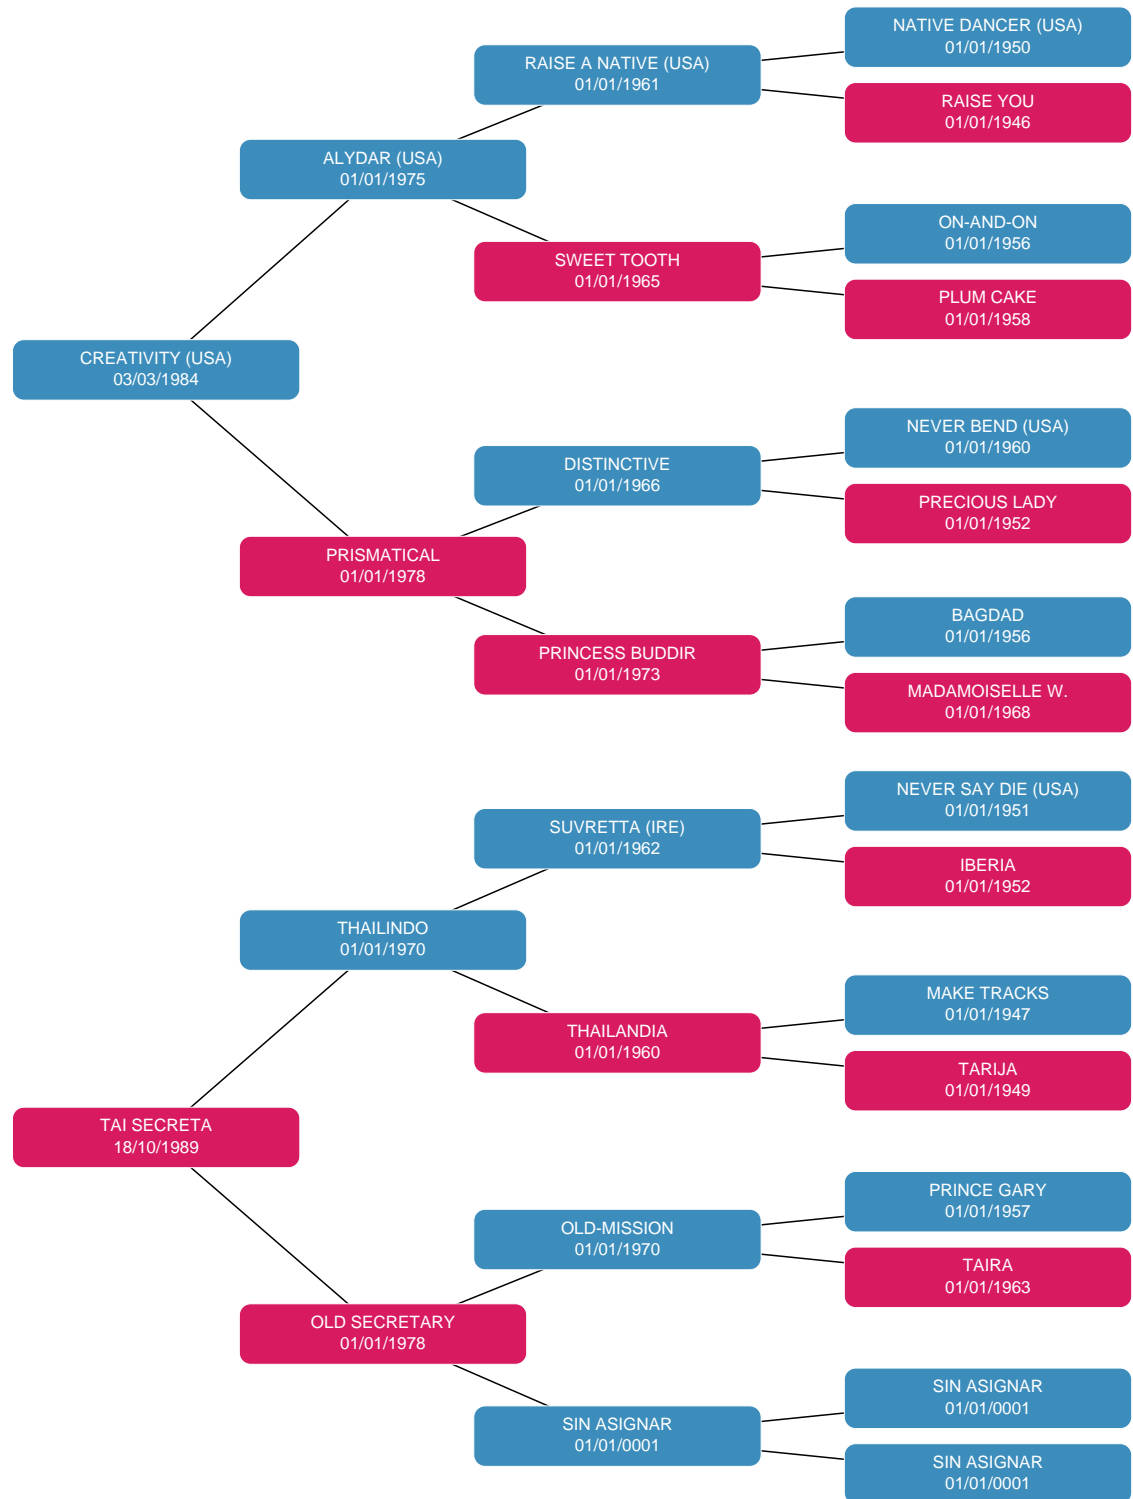 NATIVE DANCER (USA)
01/01/1950
RAISE A NATIVE (USA)
01/01/1961
RAISE YOU
01/01/1946
ALYDAR (USA)
01/01/1975
ON-AND-ON
01/01/1956
SWEET TOOTH
01/01/1965
PLUM CAKE
01/01/1958
CREATIVITY (USA)
03/03/1984
NEVER BEND (USA)
01/01/1960
DISTINCTIVE
01/01/1966
PRECIOUS LADY
01/01/1952
PRISMATICAL
01/01/1978
BAGDAD
01/01/1956
PRINCESS BUDDIR
01/01/1973
MADAMOISELLE W.
01/01/1968
NEVER SAY DIE (USA)
01/01/1951
SUVRETTA (IRE)
01/01/1962
IBERIA
01/01/1952
THAILINDO
01/01/1970
MAKE TRACKS
01/01/1947
THAILANDIA
01/01/1960
TARIJA
01/01/1949
TAI SECRETA
18/10/1989
PRINCE GARY
01/01/1957
OLD-MISSION
01/01/1970
TAIRA
01/01/1963
OLD SECRETARY
01/01/1978
SIN ASIGNAR
01/01/0001
SIN ASIGNAR
01/01/0001
SIN ASIGNAR
01/01/0001